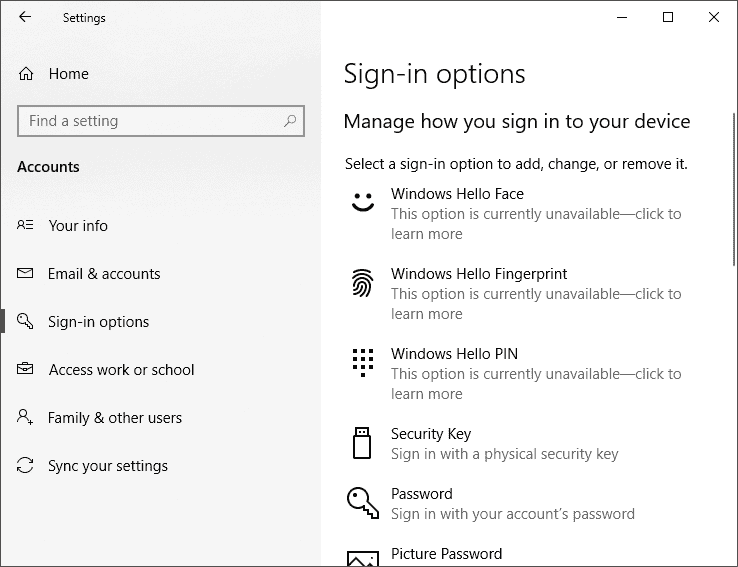 Settings
Home
Find a setting
Accounts
Your info
Email & accounts
Sign-in options
Access work or school
Family & other users
Sync your settings
Sign-in options
Manage how you sign in to your device
Select a sign-in option to add, change, or remove it.
Windows Hello Face
This option is currently unavailable—click to
learn more
Windows Hello Fingerprint
This option is currently unavailable—click to
learn more
Windows Hello PIN
This option is currently unavailable—click to
learn more
Security Key
Sign in with a physical security key
Password
Sign in with your account’s password
Picture Password